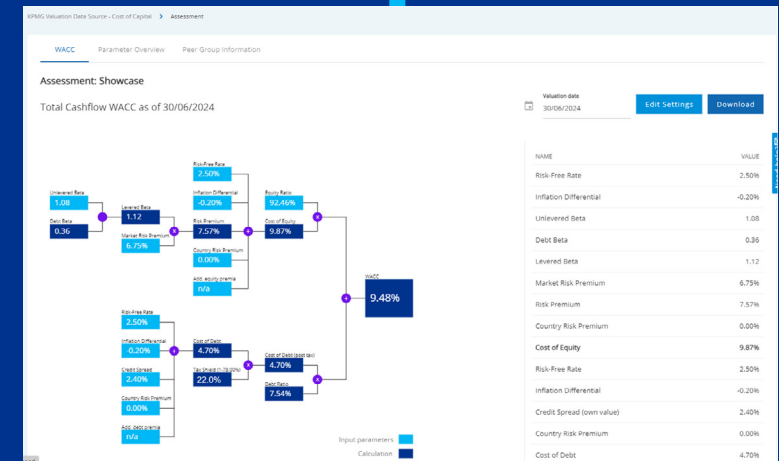 KPMG Valuation Data Source - Cost of Capital > Assessment
WACC Parameter Overview Peer Group Information
Assessment: Showcase
Total Cashflow WACC as of 30/06/2024
Valuation date
30/06/2024
Edit Settings
Download
Unlevered Beta
1.08
Debt Beta
0.36
Levered Beta
1.12
Market Risk Premium
6.75%
Risk-Free Rate
2.50%
Inflation Differential
-0.20%
Risk Premium
7.57%
Country Risk Premium
0.00%
Add. equity premia
n/a
Equity Ratio
92.46%
Cost of Equity
9.87%
WACC
9.48%
Risk-Free Rate
2.50%
Inflation Differential
-0.20%
Credit Spread
2.40%
Country Risk Premium
0.00%
Add. debt premia
n/a
Cost of Debt
4.70%
Tax Shield (1-78.00%)
22.0%
Cost of Debt (post tax)
4.70%
Debt Ratio
7.54%
Input parameters
Calculation
NAME VALUE
Risk-Free Rate 2.50%
Inflation Differential -0.20%
Unlevered Beta 1.08
Debt Beta 0.36
Levered Beta 1.12
Market Risk Premium 6.75%
Risk Premium 7.57%
Country Risk Premium 0.00%
Cost of Equity 9.87%
Risk-Free Rate 2.50%
Inflation Differential -0.20%
Credit Spread (own value) 2.40%
Country Risk Premium 0.00%
Cost of Debt 4.70%